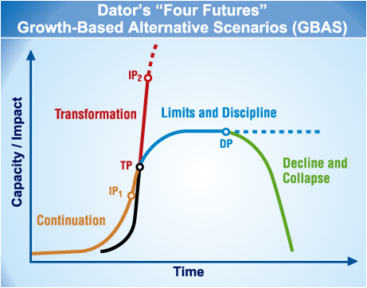 Dator's "Four Futures"
Growth-Based Alternative Scenarios (GBAS)
IP2
Transformation
Limits and Discipline
TP
DP
Decline and
Collapse
IP1
Continuation
Capacity / Impact
Time